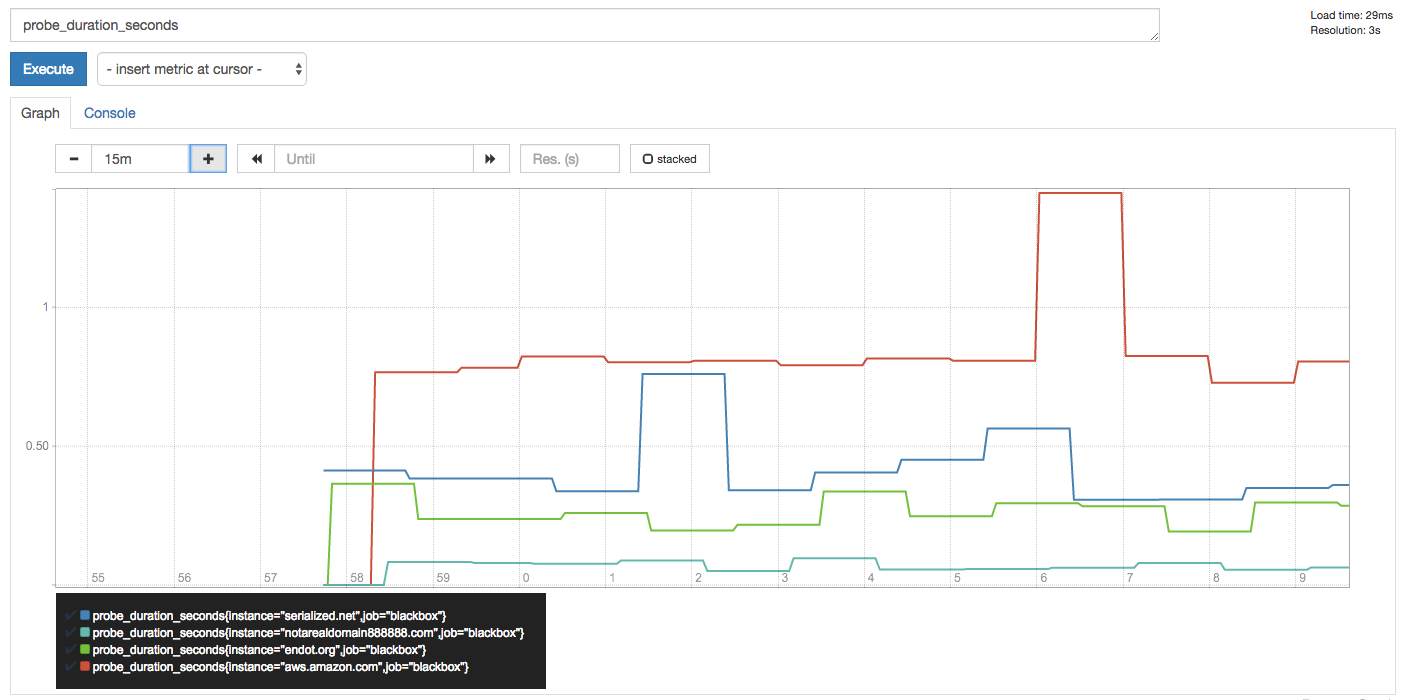 probe_duration_seconds
Load time: 29ms
Resolution: 3s
Execute
- insert metric at cursor -
Graph
Console
15m
Until
Res. (s)
stacked
1
0.50
55 56 57 58 59 0 1 2 3 4 5 6 7 8 9
probe_duration_seconds{instance="serialized.net",job="blackbox"}
probe_duration_seconds{instance="notarealdomain888888.com",job="blackbox"}
probe_duration_seconds{instance="endot.org",job="blackbox"}
probe_duration_seconds{instance="aws.amazon.com",job="blackbox"}